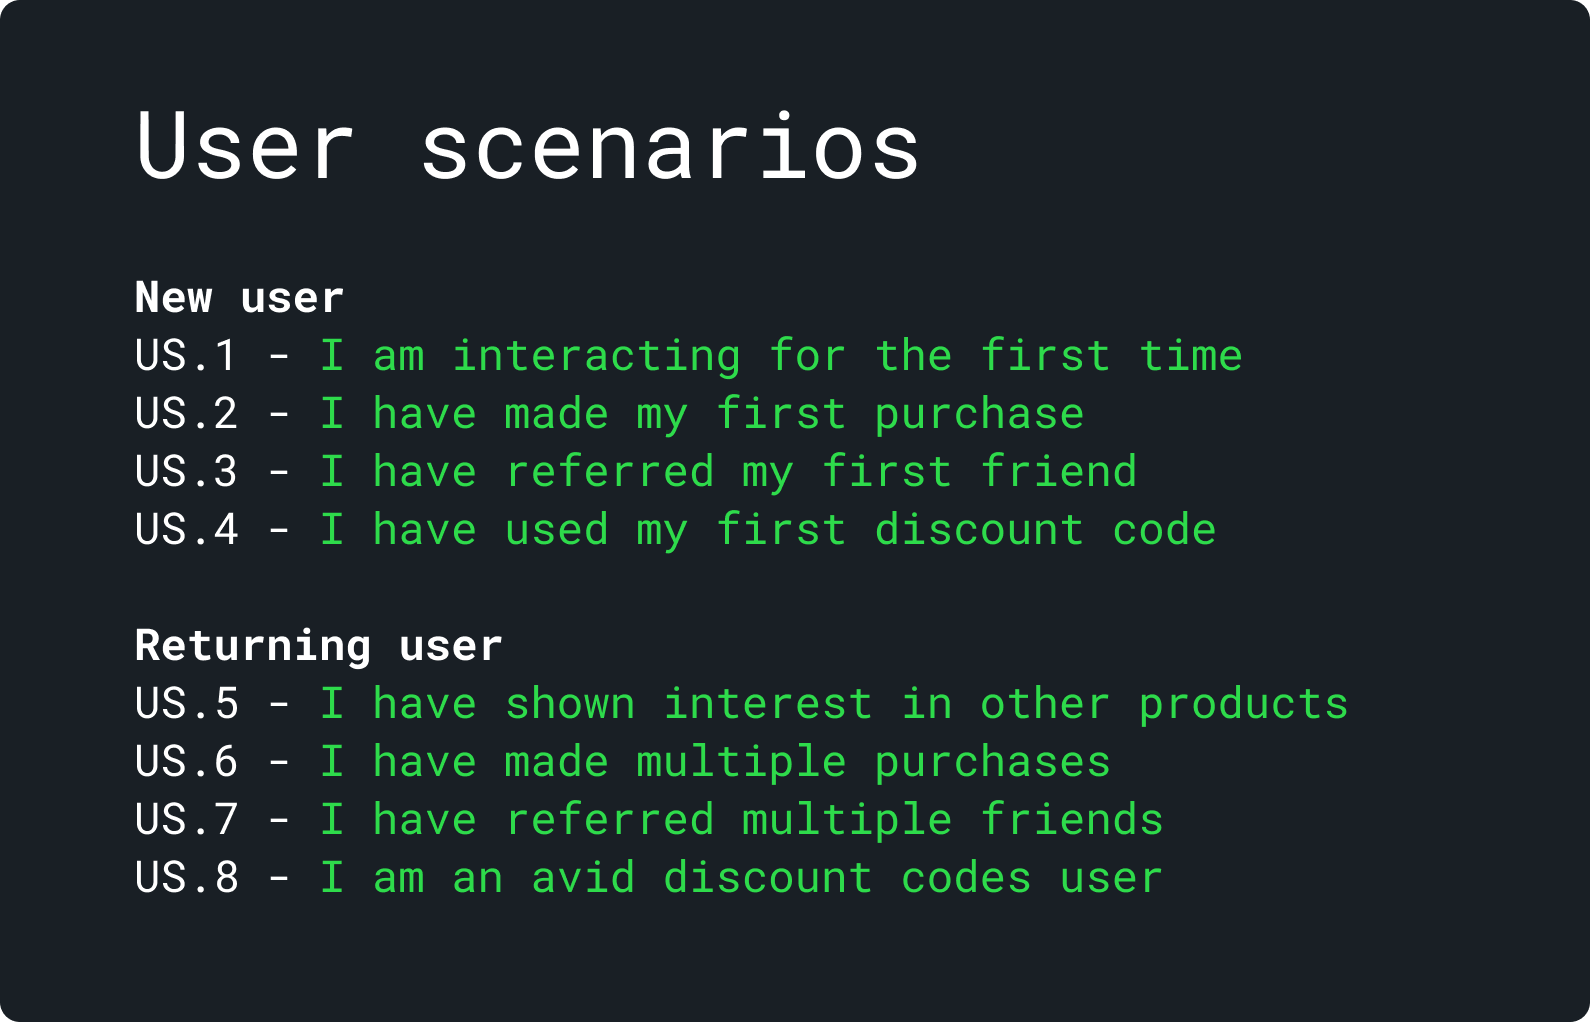 User scenarios
New user
US.1 - I am interacting for the first time
US.2 - I have made my first purchase
US.3 - I have referred my first friend
US.4 - I have used my first discount code
Returning user
US.5 - I have shown interest in other products
US.6 - I have made multiple purchases
US.7 - I have referred multiple friends
US.8 - I am an avid discount codes user